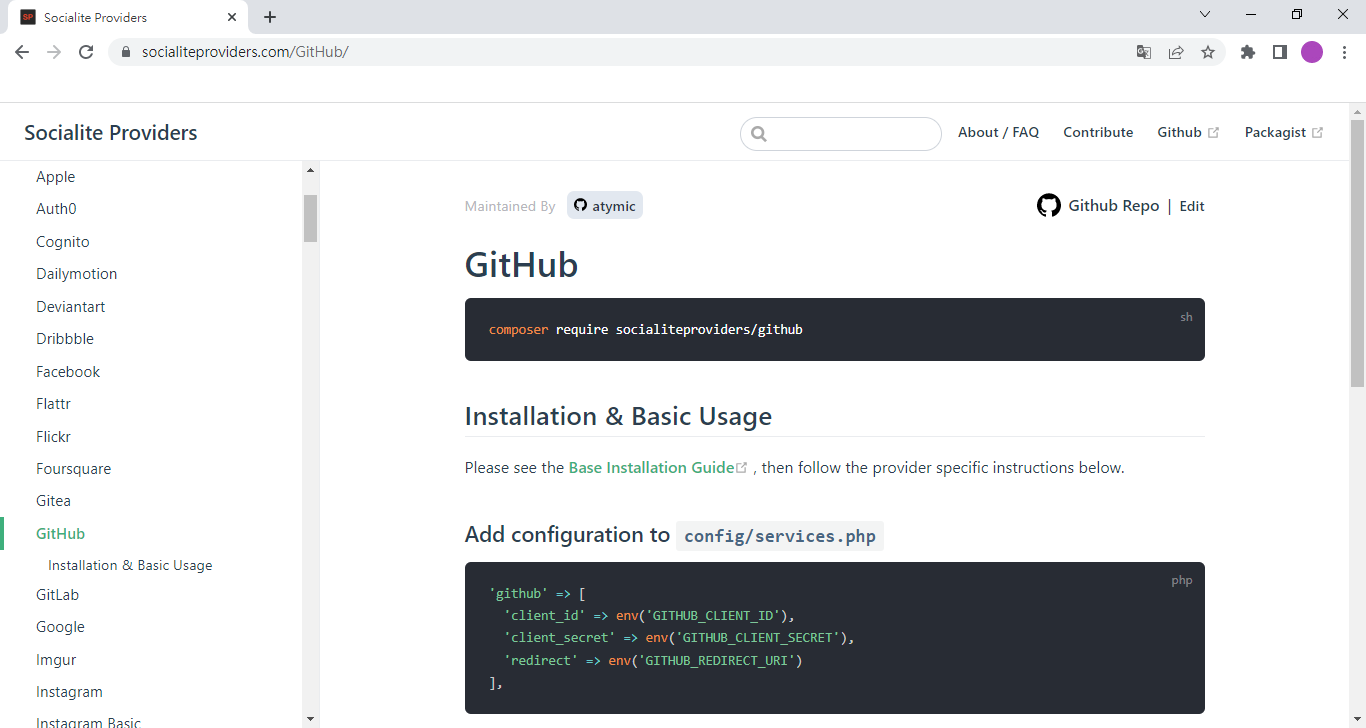 Socialite Providers
socialiteproviders.com/GitHub/
Socialite Providers
About / FAQ
Contribute
Github
Packagist
Apple
Auth0
Cognito
Dailymotion
Deviantart
Dribbble
Facebook
Flattr
Flickr
Foursquare
Gitea
GitHub
Installation & Basic Usage
GitLab
Google
Imgur
Instagram
Instagram Basic
Maintained By atymic
Github Repo | Edit
GitHub
sh
composer require socialiteproviders/github
Installation & Basic Usage
Please see the Base Installation Guide , then follow the provider specific instructions below.
Add configuration to config/services.php
php
'github' => [
'client_id' => env('GITHUB_CLIENT_ID'),
'client_secret' => env('GITHUB_CLIENT_SECRET'),
'redirect' => env('GITHUB_REDIRECT_URI')
],